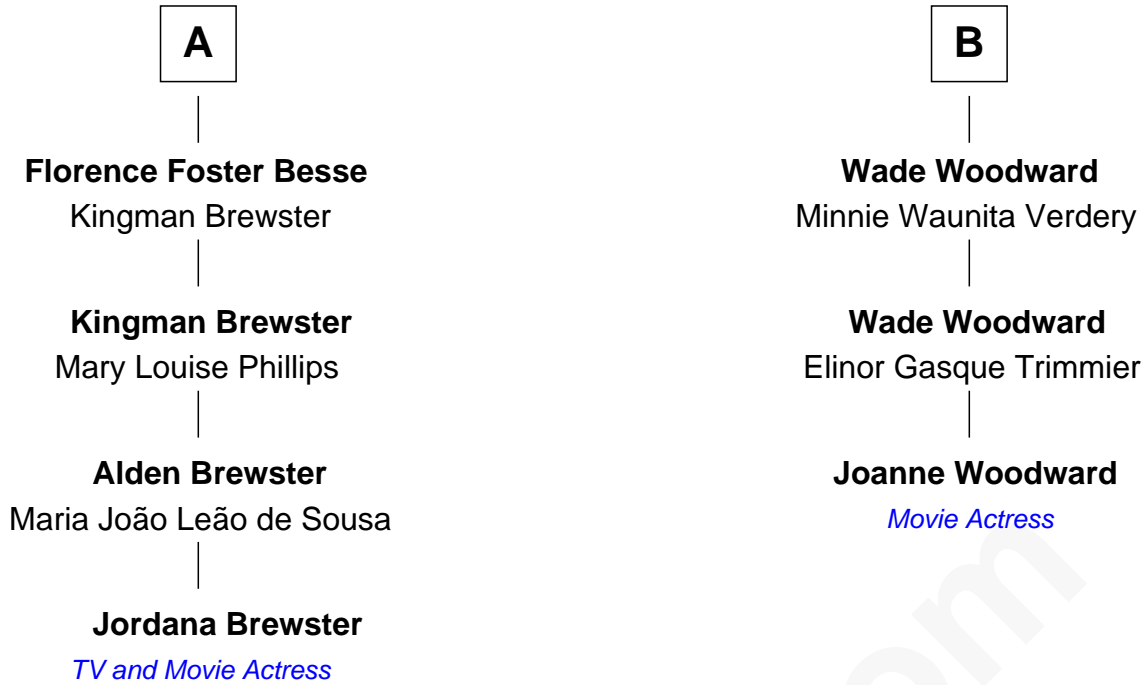 A
Florence Foster Besse
Kingman Brewster
Kingman Brewster
Mary Louise Phillips
Alden Brewster
Maria João Leão de Sousa
Jordana Brewster
TV and Movie Actress
B
Wade Woodward
Minnie Waunita Verdery
Wade Woodward
Elinor Gasque Trimmier
Joanne Woodward
Movie Actress
om